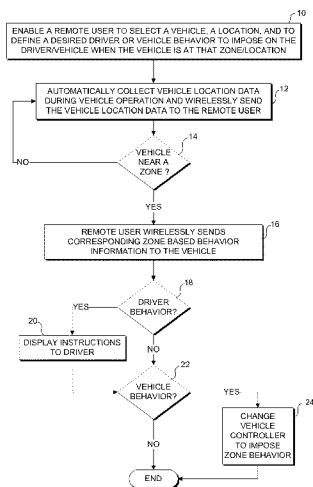 10
ENABLE A REMOTE USER TO SELECT A VEHICLE, A LOCATION, AND TO
DEFINE A DESIRED DRIVER OR VEHICLE BEHAVIOR TO IMPOSE ON THE
DRIVER/VEHICLE WHEN THE VEHICLE IS AT THAT ZONE/LOCATION
12
AUTOMATICALLY COLLECT VEHICLE LOCATION DATA
DURING VEHICLE OPERATION AND WIRELESSLY SEND
THE VEHICLE LOCATION DATA TO THE REMOTE USER
14
VEHICLE
NEAR A
ZONE ?
NO
YES
16
REMOTE USER WIRELESSLY SENDS
CORRESPONDING ZONE BASED BEHAVIOR
INFORMATION TO THE VEHICLE
18
DRIVER
BEHAVIOR?
YES
20
DISPLAY INSTRUCTIONS
TO DRIVER
NO
22
VEHICLE
BEHAVIOR?
YES
24
CHANGE
VEHICLE
CONTROLLER
TO IMPOSE
ZONE BEHAVIOR
NO
END